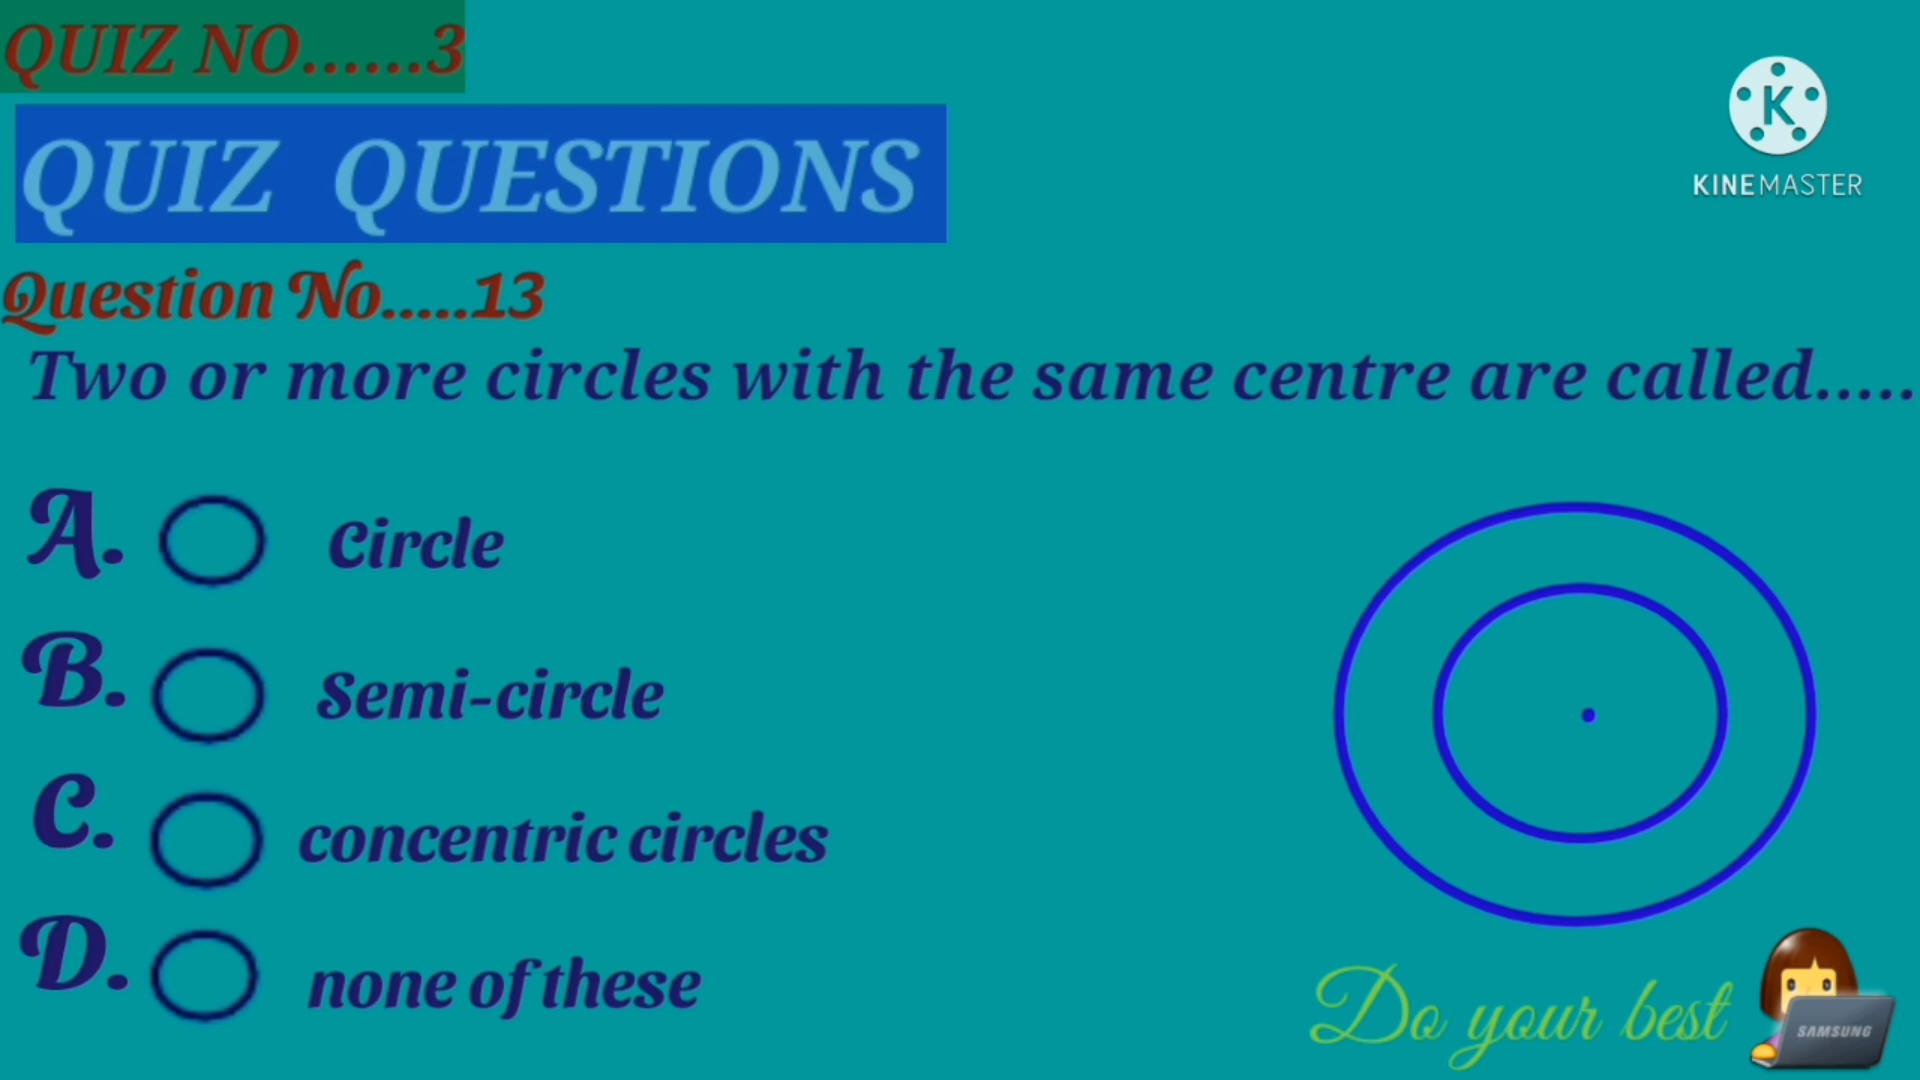 QUIZ NO......3
KINEMASTER
QUIZ QUESTIONS
Question No.....13
Two or more circles with the same centre are called.....
A. Circle
B. Semi-circle
C. concentric circles
D. none of these
Do your best
SAMSUNG